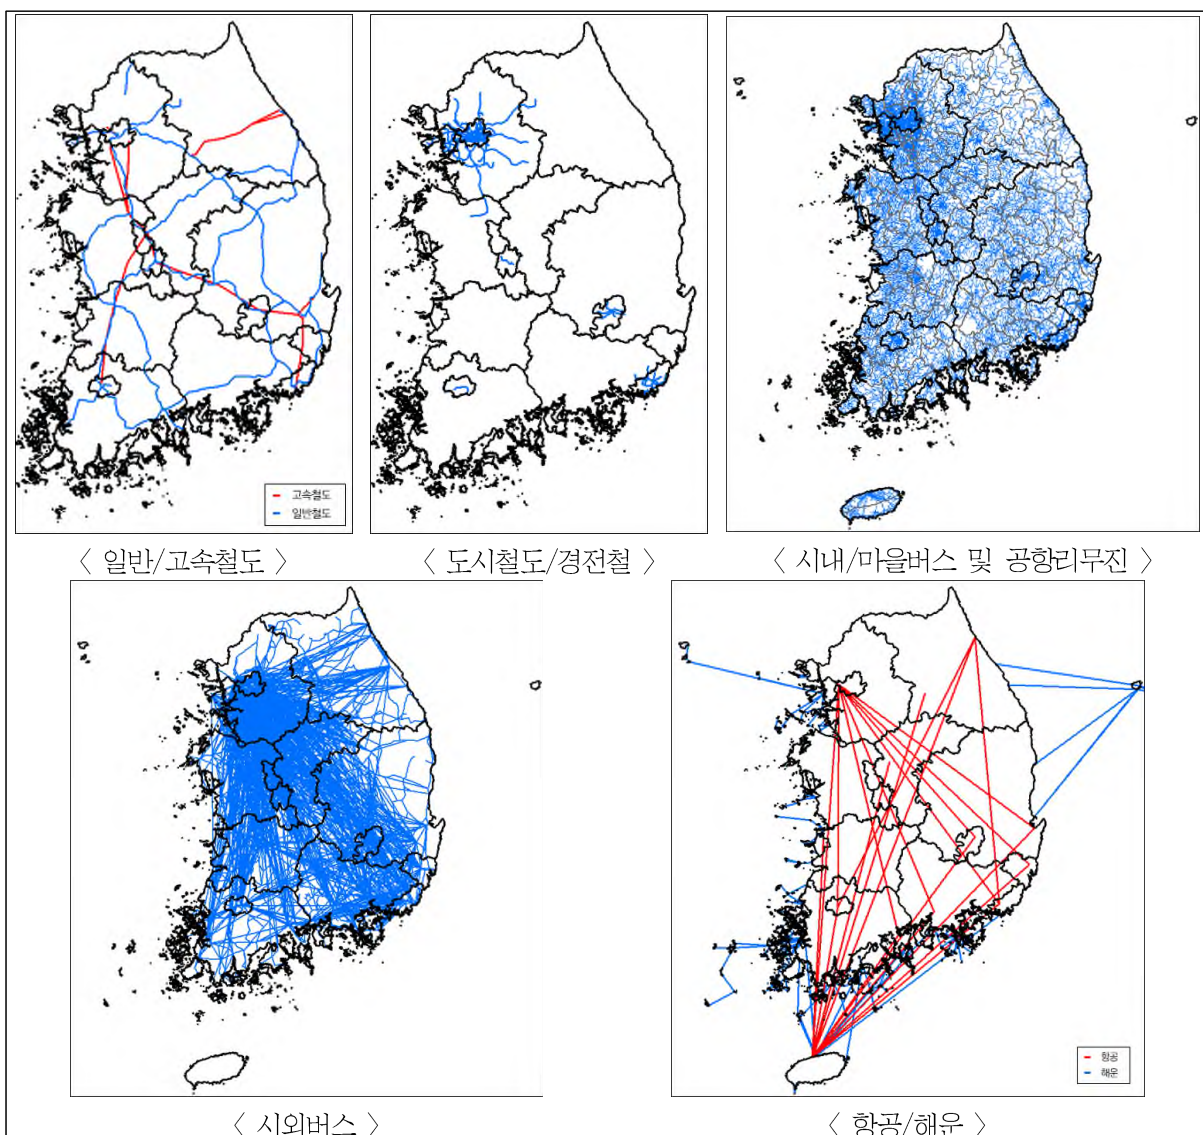 고속철도
일반철도
〈 일반/고속철도 〉
〈 도시철도/경전철 〉
〈 시내/마을버스 및 공항리무진 〉
항공
해운
〈 시외버스 〉
〈 항공/해운 〉